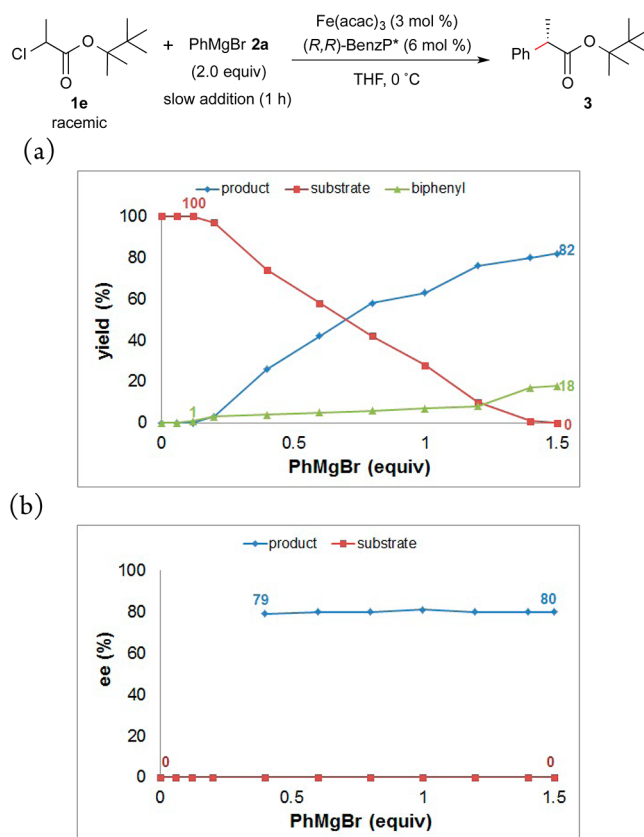 Cl
O
O
1e
racemic
+
PhMgBr 2a
(2.0 equiv)
slow addition (1 h)
Fe(acac)3 (3 mol %)
(R,R)-BenzP* (6 mol %)
THF, 0 ˚C
Ph
O
O
3
(a)
product substrate biphenyl
yield (%)
100
80
60
40
20
0
100
1
82
18
0
0 0.5 1 1.5
PhMgBr (equiv)
(b)
product substrate
ee (%)
100
80
60
40
20
0
79
80
0
0
0 0.5 1 1.5
PhMgBr (equiv)